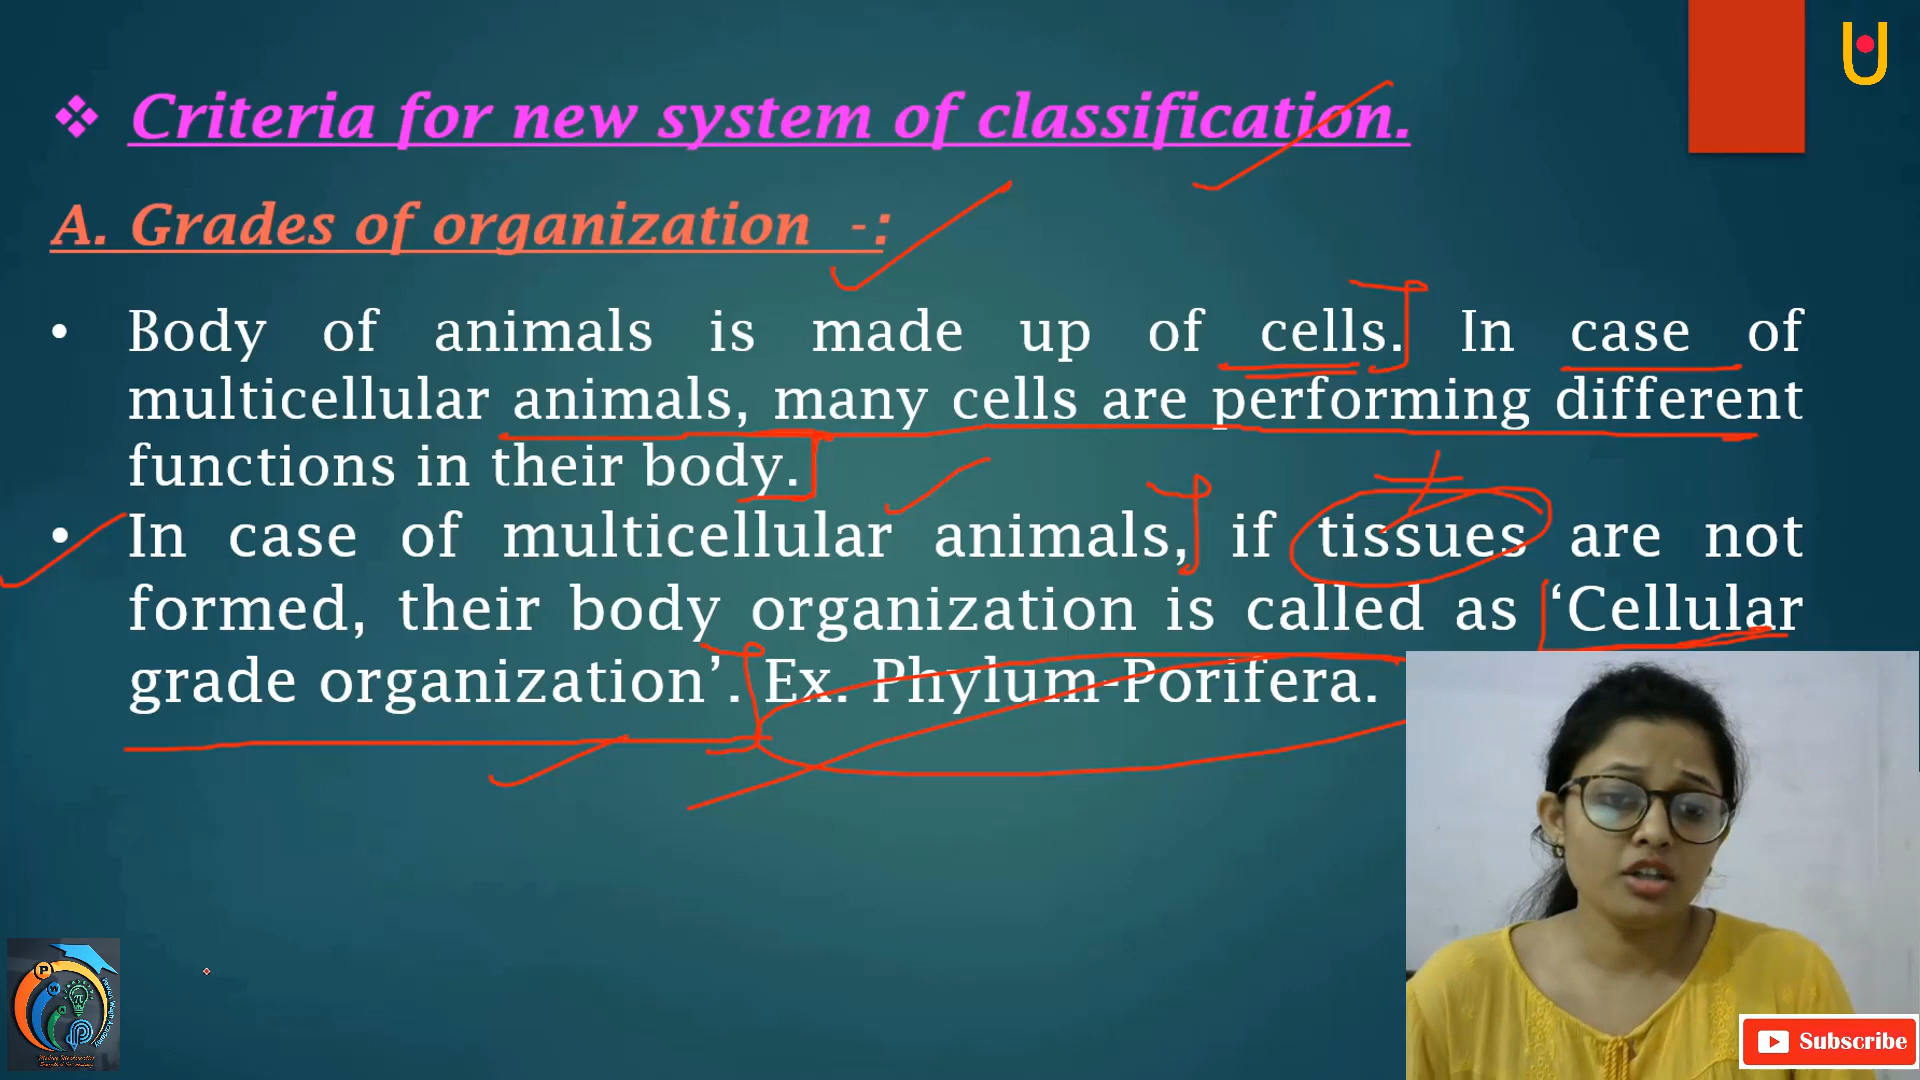 ❖ Criteria for new system of classification.
A. Grades of organization -:
• Body of animals is made up of cells. In case of
multicellular animals, many cells are performing different
functions in their body.
• In case of multicellular animals, if tissues are not
formed, their body organization is called as ‘Cellular
grade organization’. Ex. Phylum-Porifera.
Subscribe